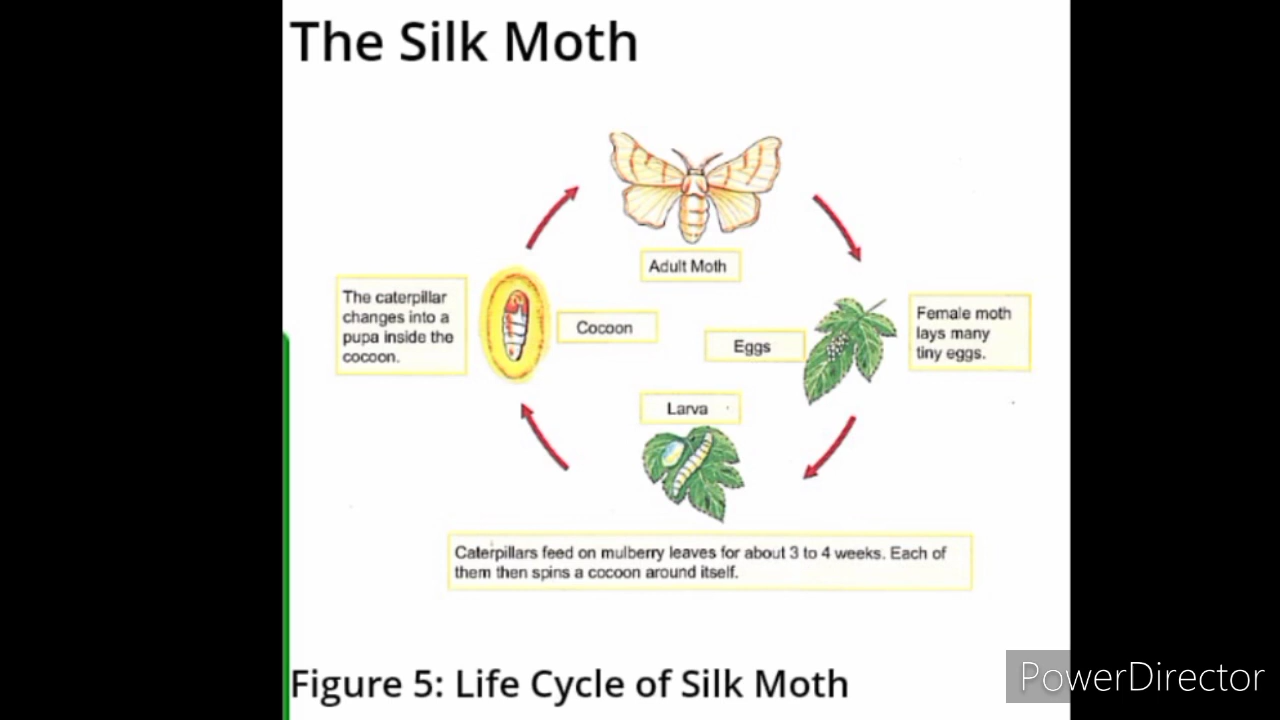 The Silk Moth
Adult Moth
The caterpillar
changes into a
pupa inside the
cocoon.
Cocoon
Eggs
Female moth
lays many
tiny eggs.
Larva
Caterpillars feed on mulberry leaves for about 3 to 4 weeks. Each of
them then spins a cocoon around itself.
Figure 5: Life Cycle of Silk Moth
PowerDirector